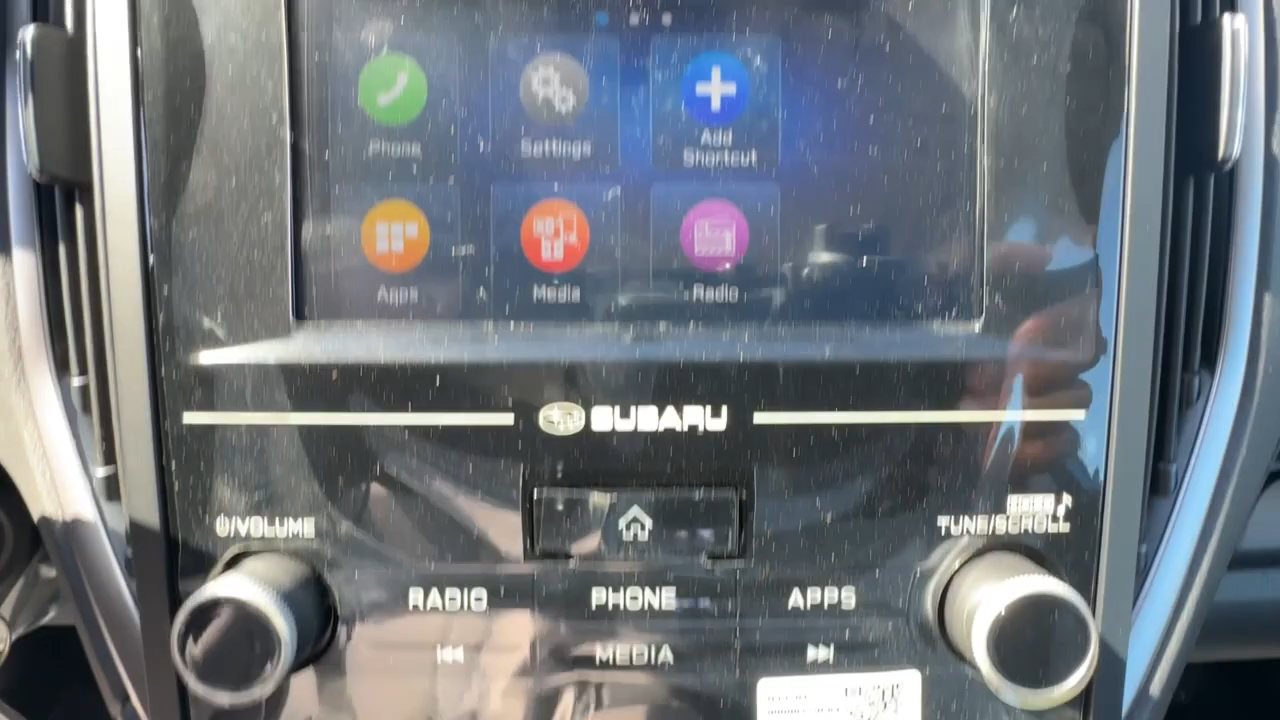 Phone Settings Add Shortcut
Apps Media Radio
SUBARU
⏻/VOLUME
TUNE/SCROLL
RADIO PHONE APPS
MEDIA